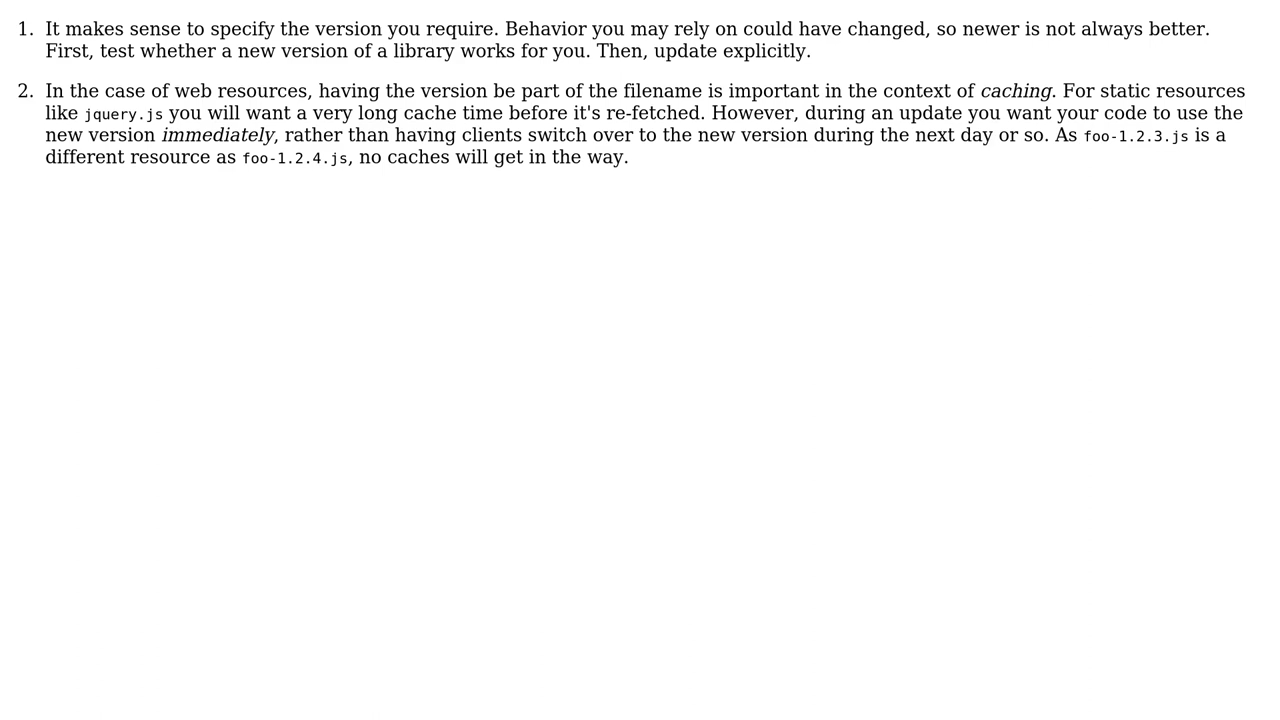 1. It makes sense to specify the version you require. Behavior you may rely on could have changed, so newer is not always better.
First, test whether a new version of a library works for you. Then, update explicitly.
2. In the case of web resources, having the version be part of the filename is important in the context of caching. For static resources
like jquery.js you will want a very long cache time before it's re-fetched. However, during an update you want your code to use the
new version immediately, rather than having clients switch over to the new version during the next day or so. As foo-1.2.3.js is a
different resource as foo-1.2.4.js, no caches will get in the way.